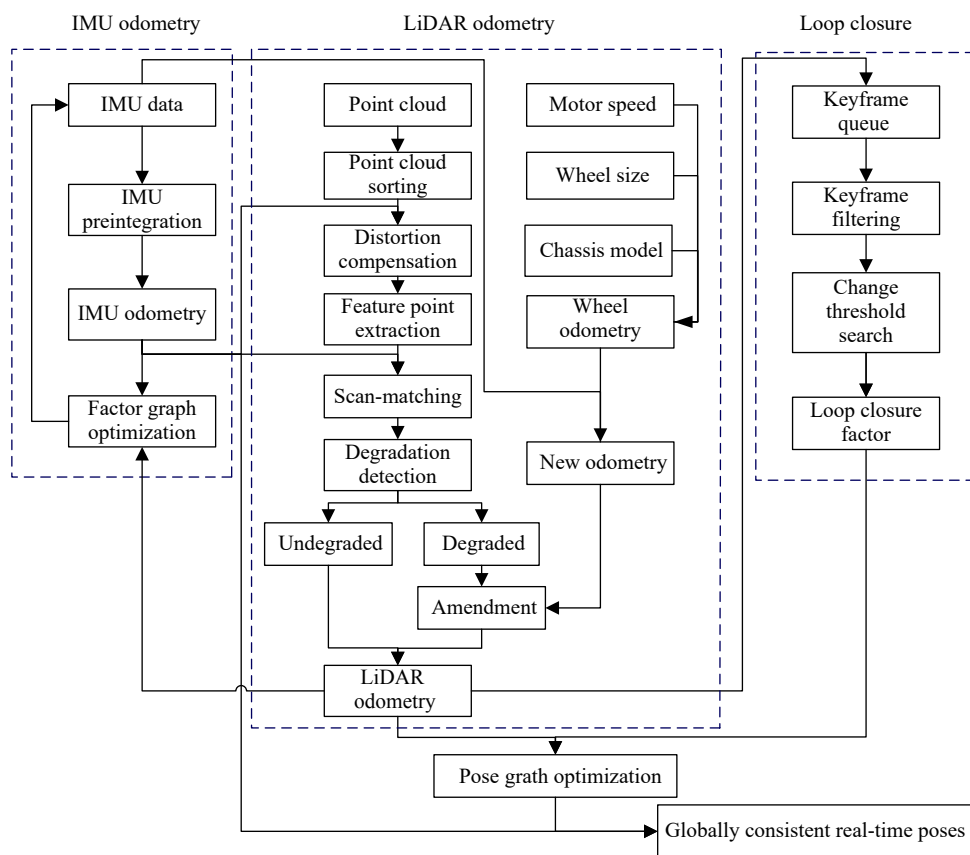 IMU odometry
LiDAR odometry
Loop closure
IMU data
IMU
preintegration
IMU odometry
Factor graph
optimization
Point cloud
Point cloud
sorting
Distortion
compensation
Feature point
extraction
Scan-matching
Degradation
detection
Undegraded
Degraded
Amendment
LiDAR
odometry
Motor speed
Wheel size
Chassis model
Wheel
odometry
New odometry
Keyframe
queue
Keyframe
filtering
Change
threshold
search
Loop closure
factor
Pose grath optimization
Globally consistent real-time poses